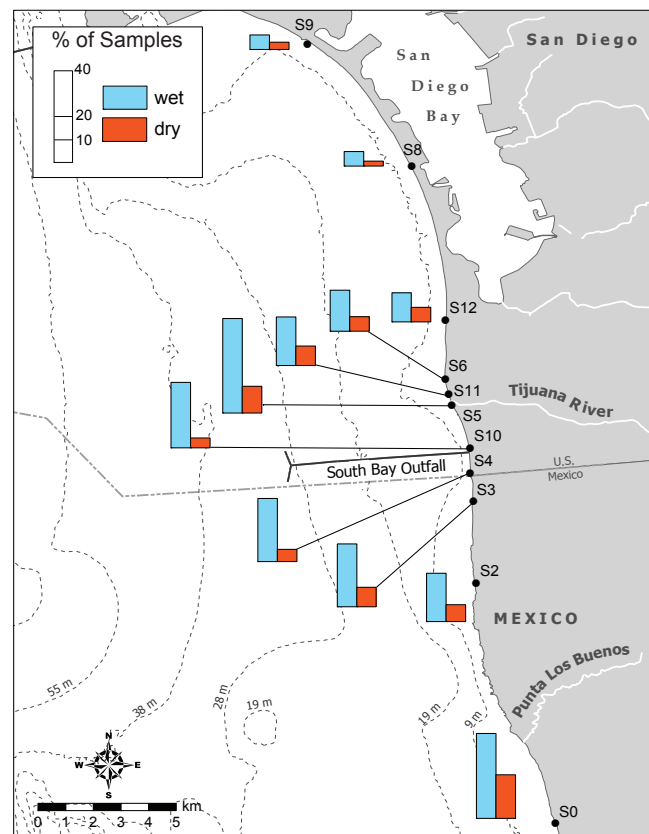 S9
% of Samples
40
20
10
wet
dry
San
Diego
Bay
San Diego
S8
S12
S6
S11
Tijuana River
S5
S10
South Bay Outfall
S4
U.S.
Mexico
S3
S2
MEXICO
Punta Los Buenos
55 m
38 m
28 m
19 m
19 m
9 m
N
W
E
S
0 1 2 3 4 5
km
S0